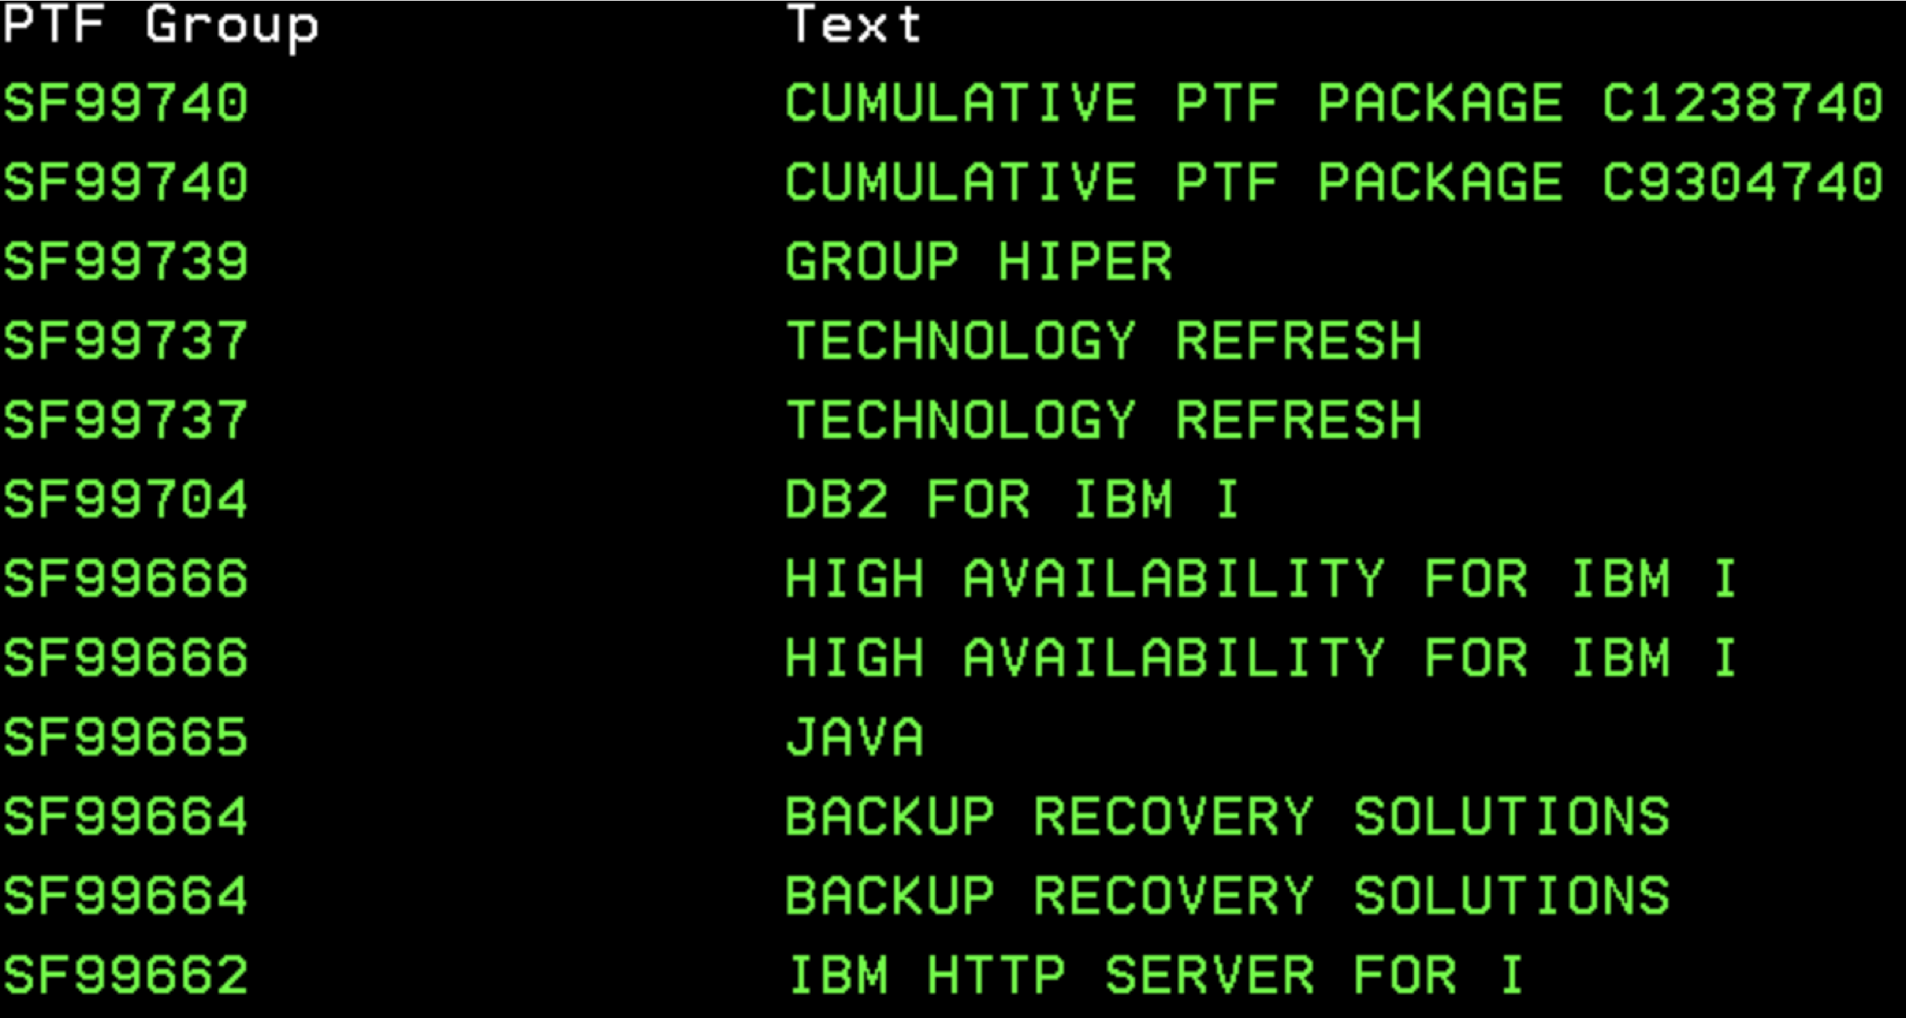 PTF Group Text
SF99740 CUMULATIVE PTF PACKAGE C1238740
SF99740 CUMULATIVE PTF PACKAGE C9304740
SF99739 GROUP HIPER
SF99737 TECHNOLOGY REFRESH
SF99737 TECHNOLOGY REFRESH
SF99704 DB2 FOR IBM I
SF99666 HIGH AVAILABILITY FOR IBM I
SF99666 HIGH AVAILABILITY FOR IBM I
SF99665 JAVA
SF99664 BACKUP RECOVERY SOLUTIONS
SF99664 BACKUP RECOVERY SOLUTIONS
SF99662 IBM HTTP SERVER FOR I